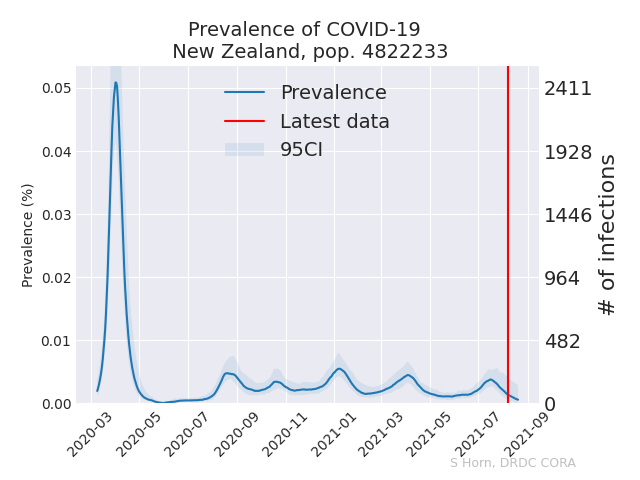 Prevalence of COVID-19
New Zealand, pop. 4822233
Prevalence
Latest data
95CI
Prevalence (%)
0.05
0.04
0.03
0.02
0.01
0.00
2411
1928
1446
964
482
0
# of infections
2020-03
2020-05
2020-07
2020-09
2020-11
2021-01
2021-03
2021-05
2021-07
2021-09
S Horn, DRDC CORA